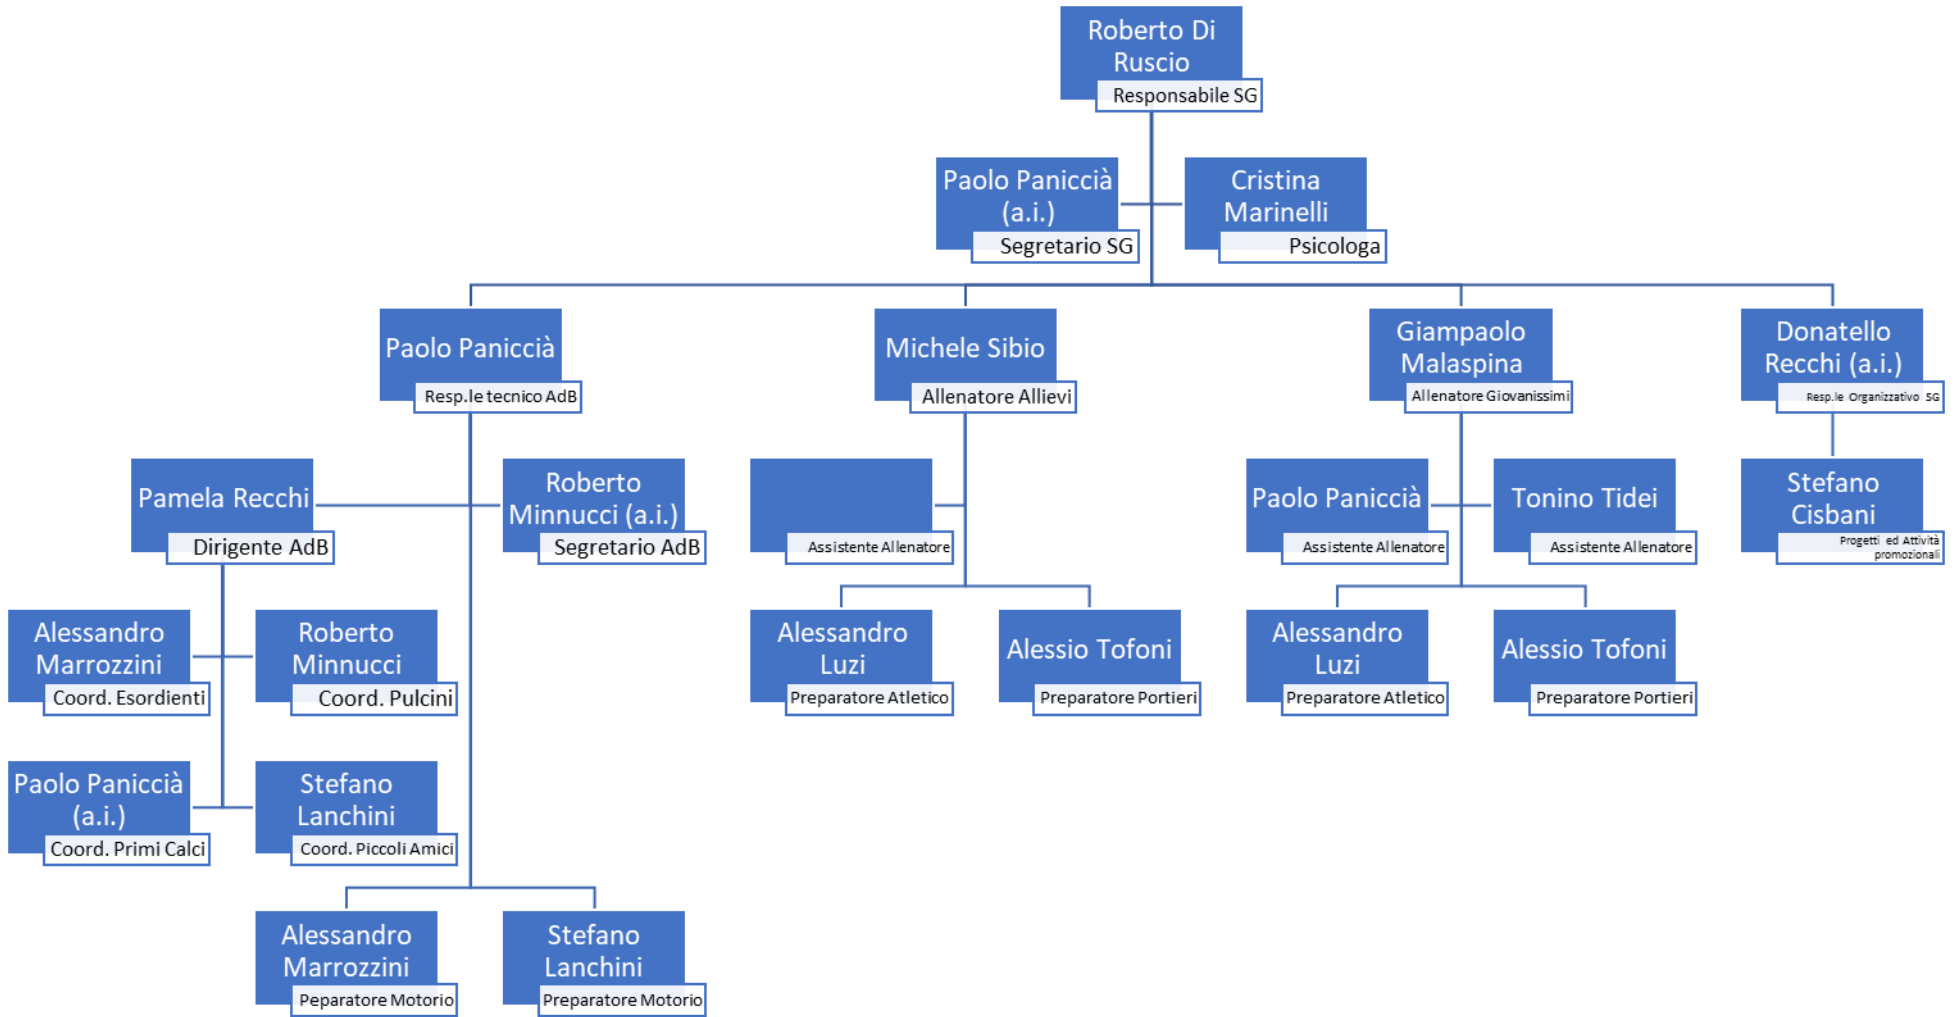 Roberto Di
Ruscio
Responsabile SG
Paolo Paniccià
(a.i.)
Segretario SG
Cristina
Marinelli
Psicologa
Paolo Paniccià
Resp.le tecnico AdB
Michele Sibio
Allenatore Allievi
Giampaolo
Malaspina
Allenatore Giovanissimi
Donatello
Recchi (a.i.)
Resp.le Organizzativo SG
Pamela Recchi
Dirigente AdB
Roberto
Minnucci (a.i.)
Segretario AdB
Assistente Allenatore
Paolo Paniccià
Assistente Allenatore
Tonino Tidei
Assistente Allenatore
Stefano
Cisbani
Progetti ed Attività
promozionali
Alessandro
Marrozzini
Coord. Esordienti
Roberto
Minnucci
Coord. Pulcini
Alessandro
Luzi
Preparatore Atletico
Alessio Tofoni
Preparatore Portieri
Alessandro
Luzi
Preparatore Atletico
Alessio Tofoni
Preparatore Portieri
Paolo Paniccià
(a.i.)
Coord. Primi Calci
Stefano
Lanchini
Coord. Piccoli Amici
Alessandro
Marrozzini
Peparatore Motorio
Stefano
Lanchini
Preparatore Motorio